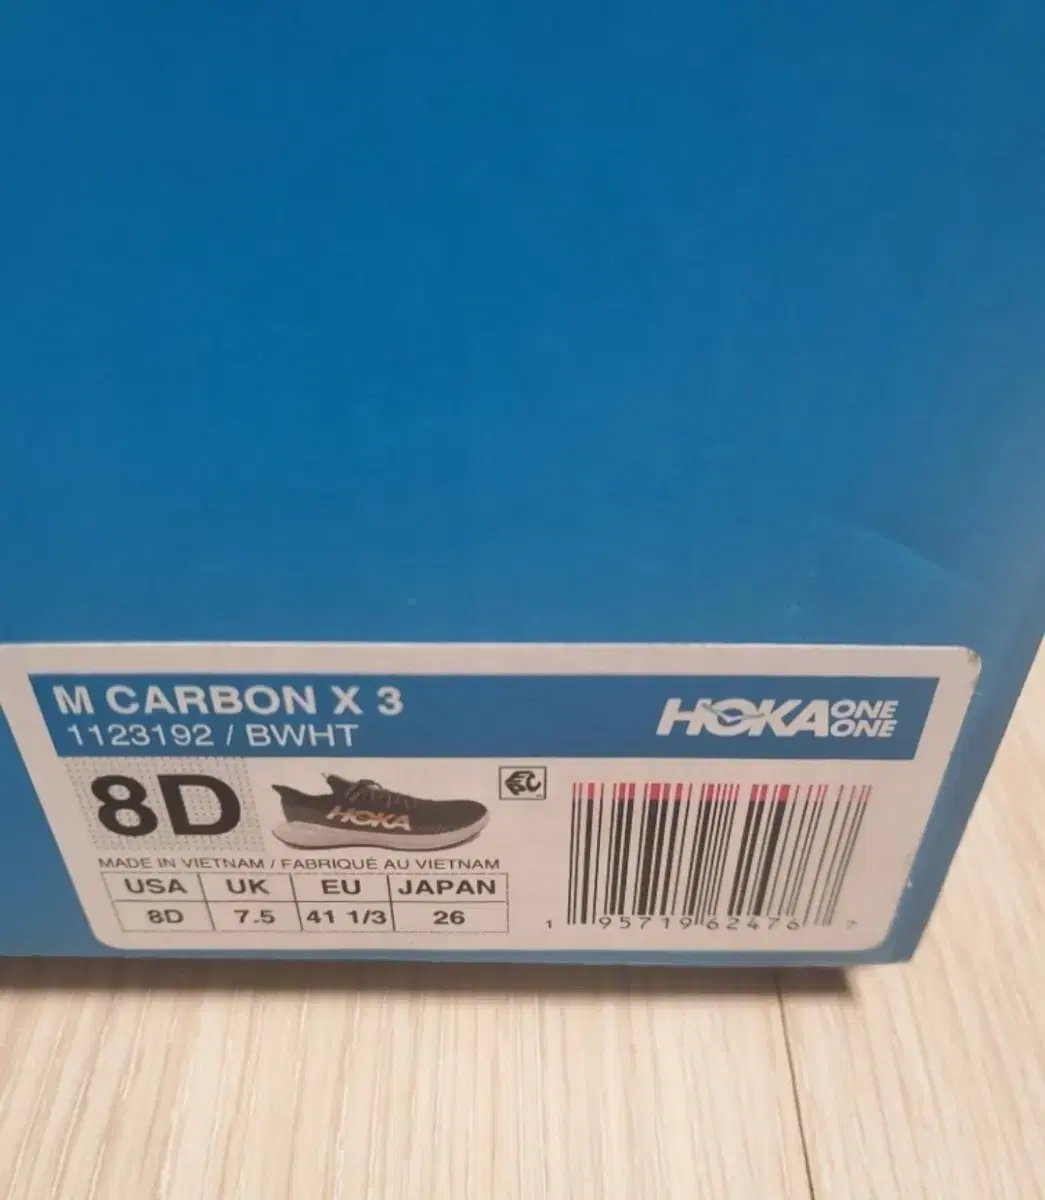 M CARBON X 3
1123192 / BWHT
HOKA ONE ONE
8D
HOKA
MADE IN VIETNAM / FABRIQUÉ AU VIETNAM
USA UK EU JAPAN
8D 7.5 41 1/3 26
1 95719 62476 7